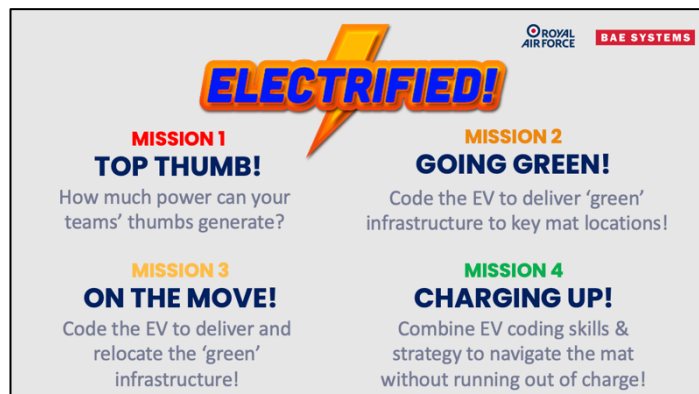 ROYAL
AIR FORCE
BAE SYSTEMS
ELECTRIFIED!
MISSION 1
TOP THUMB!
How much power can your
teams’ thumbs generate?
MISSION 2
GOING GREEN!
Code the EV to deliver ‘green’
infrastructure to key mat locations!
MISSION 3
ON THE MOVE!
Code the EV to deliver and
relocate the ‘green’
infrastructure!
MISSION 4
CHARGING UP!
Combine EV coding skills &
strategy to navigate the mat
without running out of charge!